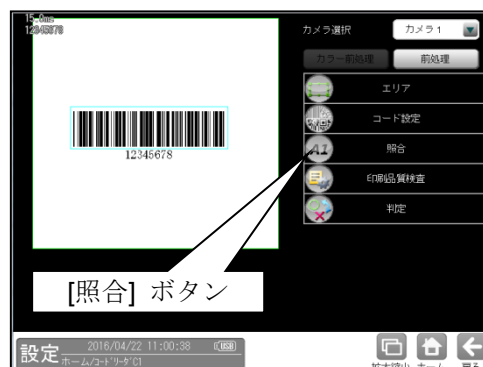 15.0ms
12345678
カメラ選択
カメラ1
カラー前処理
前処理
エリア
コード設定
照合
印刷品質検査
判定
12345678
[照合] ボタン
設定
2016/04/22 11:00:38
USB
ホーム/コードリーダ01
拡大縮小
ホーム
戻る